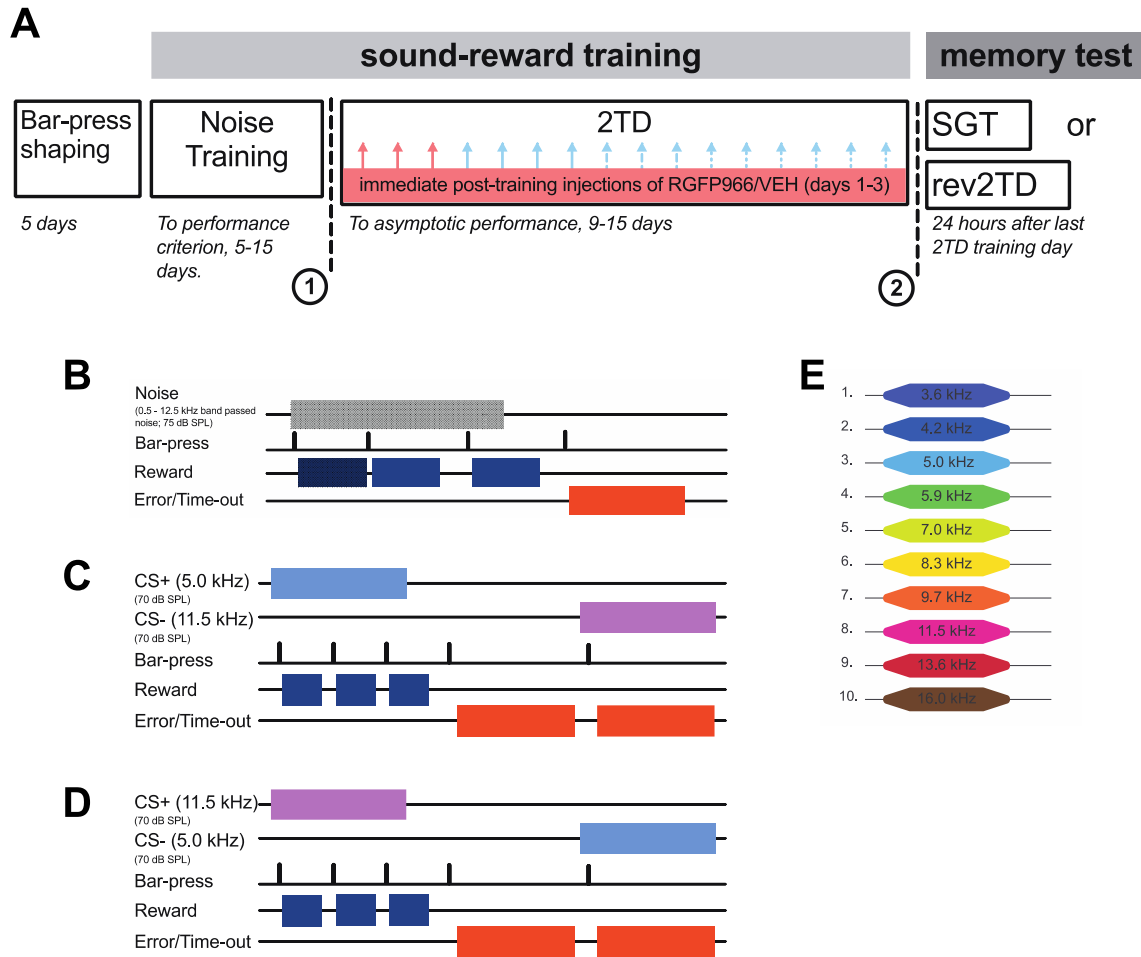 A
sound-reward training
memory test
Bar-press
shaping
Noise
Training
2TD
immediate post-training injections of RGFP966/VEH (days 1-3)
SGT or
rev2TD
5 days
To performance
criterion, 5-15
days.
To asymptotic performance, 9-15 days
24 hours after last
2TD training day
1
2
B
Noise
(0.5 - 12.5 kHz band passed
noise; 75 dB SPL)
Bar-press
Reward
Error/Time-out
C
CS+ (5.0 kHz)
(70 dB SPL)
CS- (11.5 kHz)
(70 dB SPL)
Bar-press
Reward
Error/Time-out
D
CS+ (11.5 kHz)
(70 dB SPL)
CS- (5.0 kHz)
(70 dB SPL)
Bar-press
Reward
Error/Time-out
E
1. 3.6 kHz
2. 4.2 kHz
3. 5.0 kHz
4. 5.9 kHz
5. 7.0 kHz
6. 8.3 kHz
7. 9.7 kHz
8. 11.5 kHz
9. 13.6 kHz
10. 16.0 kHz